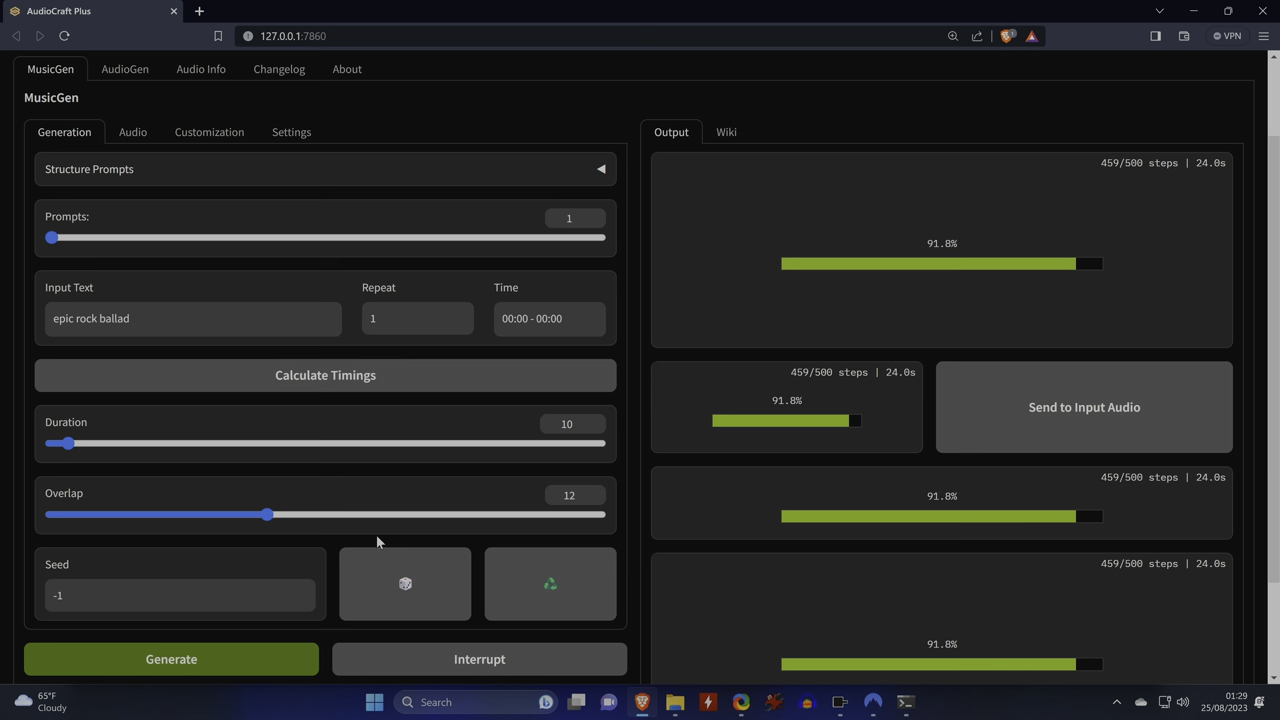 AudioCraft Plus
127.0.0.1:7860
1
VPN
MusicGen AudioGen Audio Info Changelog About
MusicGen
Generation Audio Customization Settings
Structure Prompts
Prompts: 1
Input Text Repeat Time
epic rock ballad 1 00:00 - 00:00
Calculate Timings
Duration 10
Overlap 12
Seed
-1
Generate Interrupt
Output Wiki
459/500 steps | 24.0s
91.8%
459/500 steps | 24.0s
91.8%
Send to Input Audio
459/500 steps | 24.0s
91.8%
459/500 steps | 24.0s
91.8%
65°F
Cloudy
Search
01:29
25/08/2023